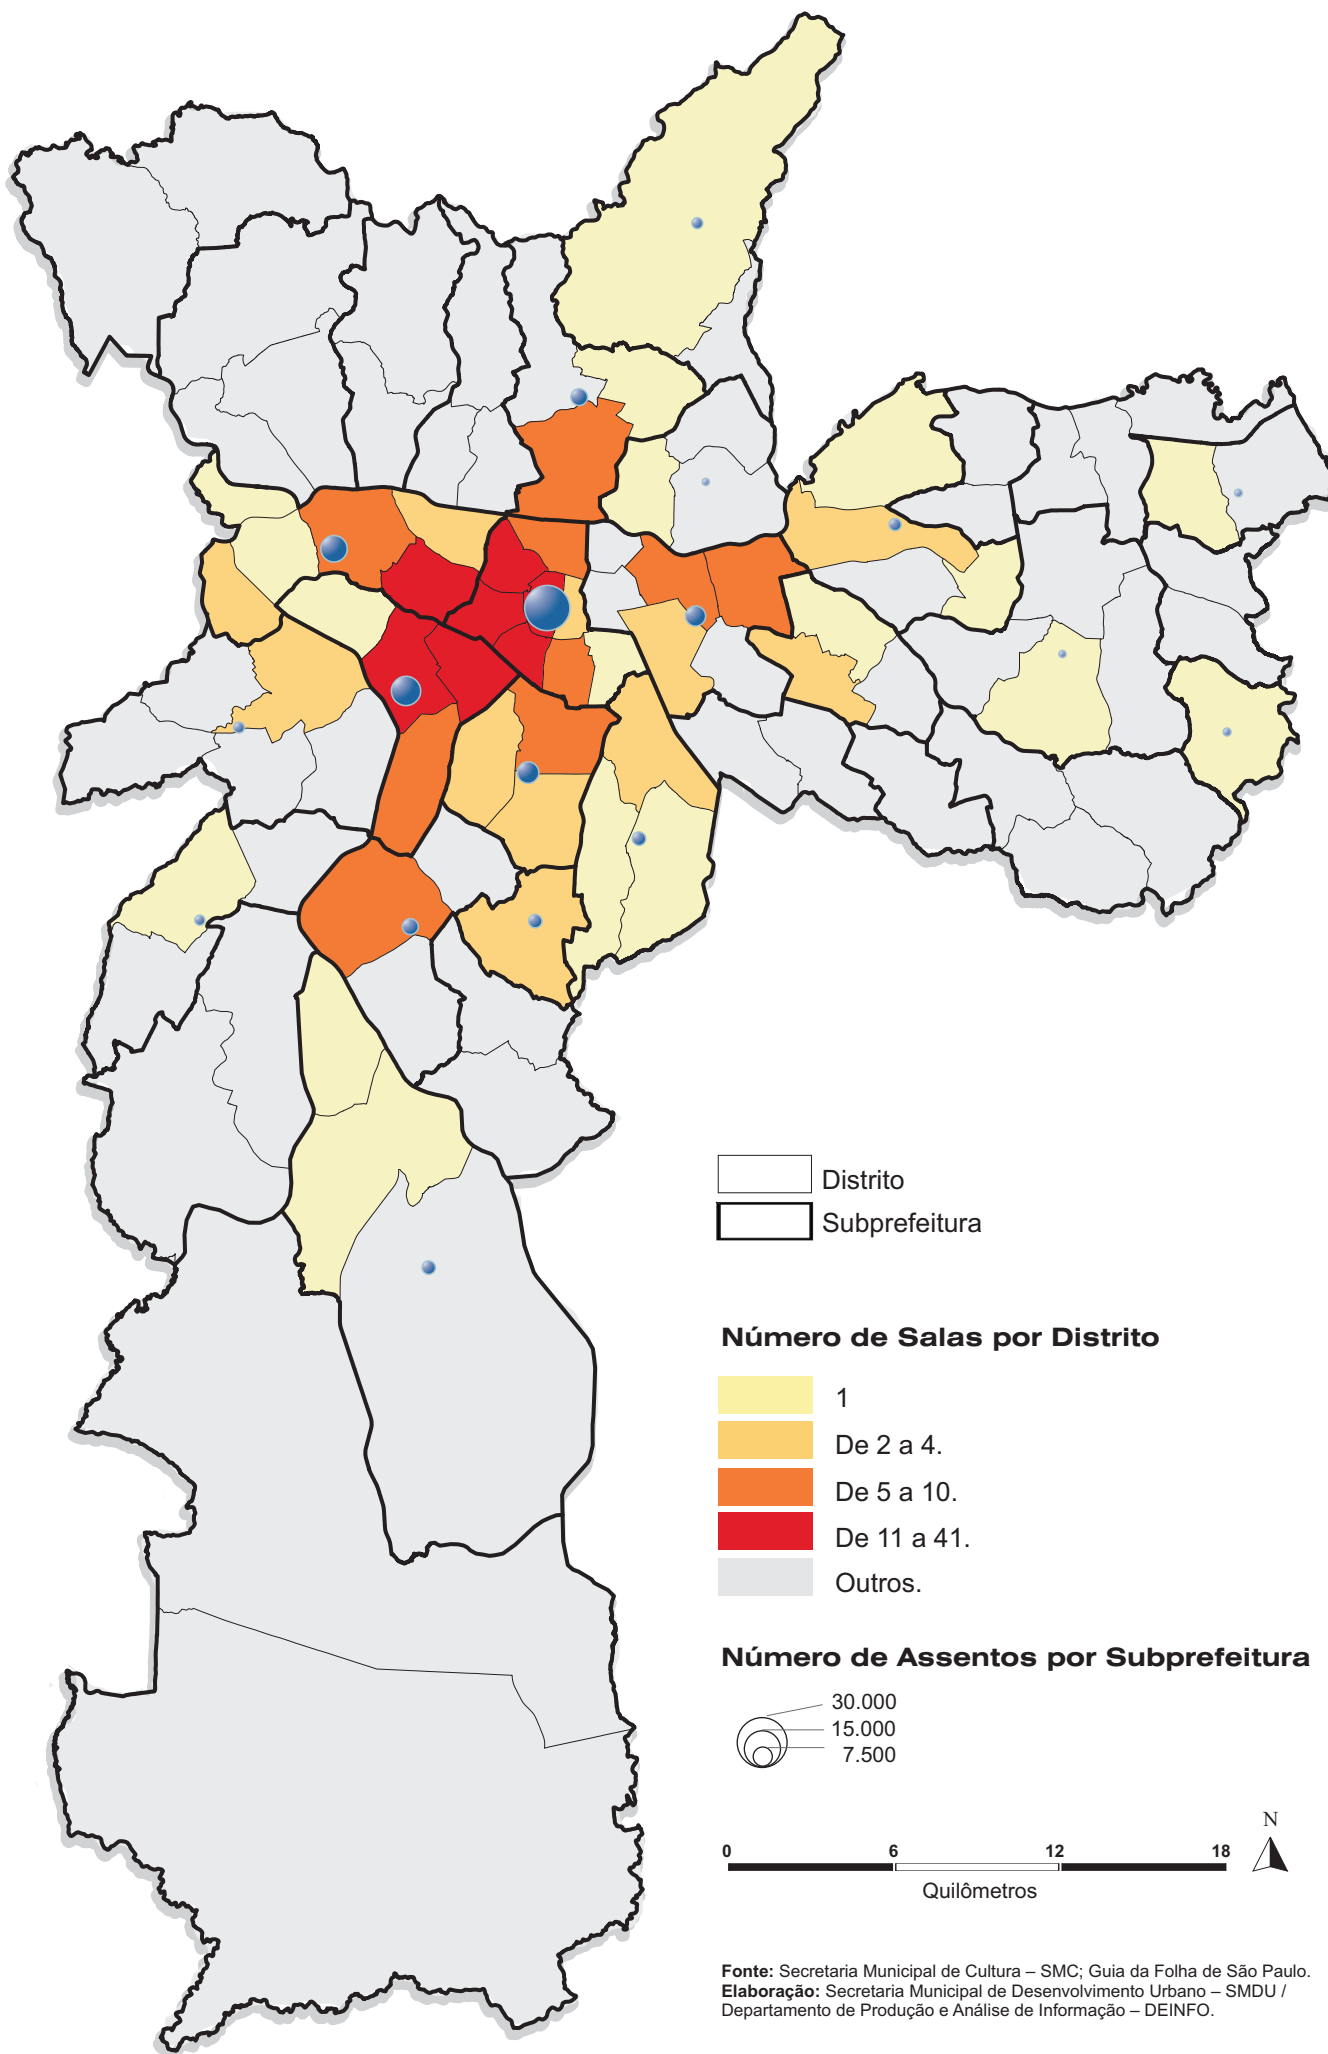 Distrito
Subprefeitura
Número de Salas por Distrito
1
De 2 a 4.
De 5 a 10.
De 11 a 41.
Outros.
Número de Assentos por Subprefeitura
30.000
15.000
7.500
N
0 6 12 18
Quilômetros
Fonte: Secretaria Municipal de Cultura – SMC; Guia da Folha de São Paulo.
Elaboração: Secretaria Municipal de Desenvolvimento Urbano – SMDU /
Departamento de Produção e Análise de Informação – DEINFO.